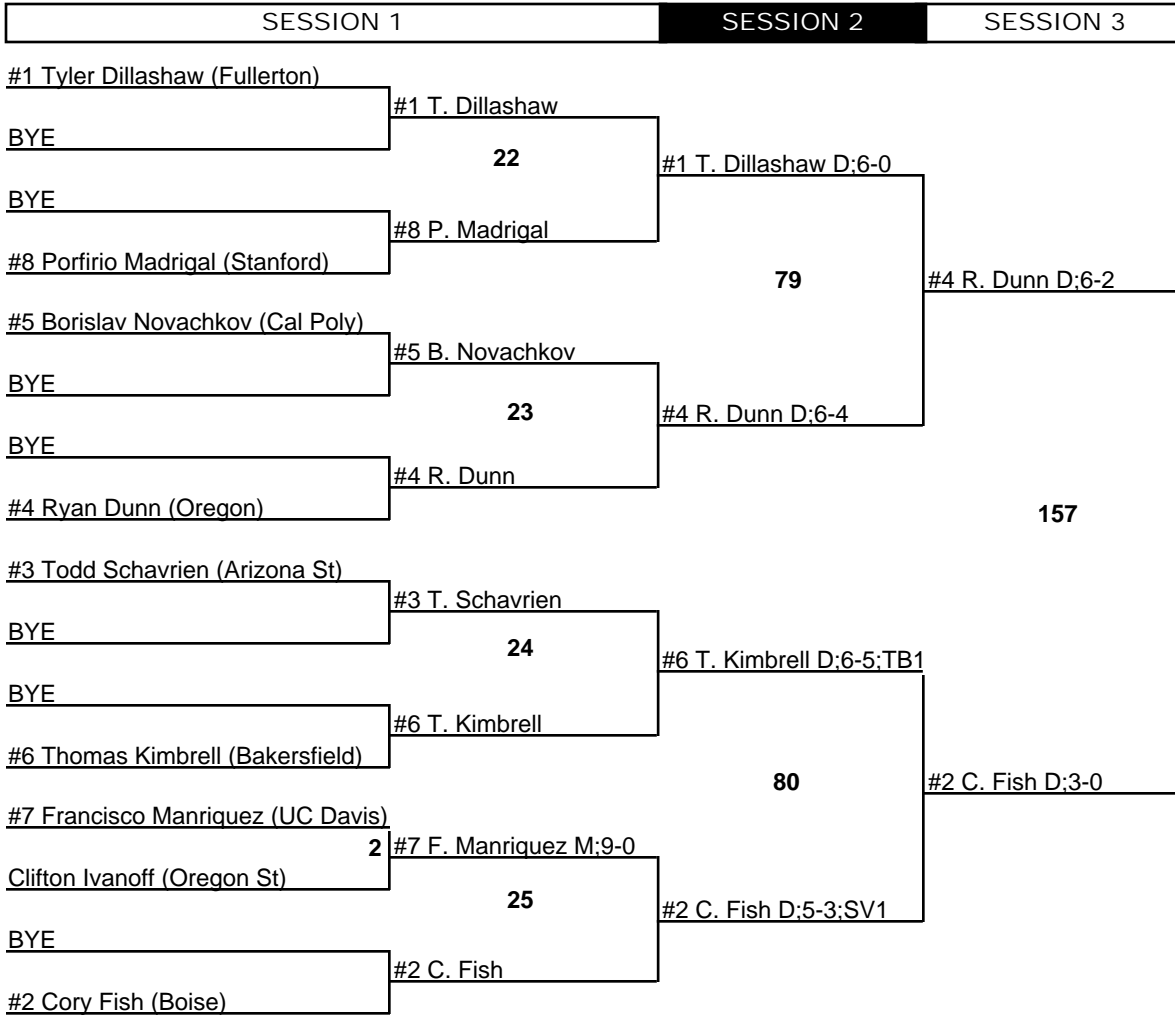 SESSION 1
SESSION 2
SESSION 3
#1 Tyler Dillashaw (Fullerton)
#1 T. Dillashaw
BYE
22
#1 T. Dillashaw D;6-0
BYE
#8 P. Madrigal
#8 Porfirio Madrigal (Stanford)
79
#4 R. Dunn D;6-2
#5 Borislav Novachkov (Cal Poly)
#5 B. Novachkov
BYE
23
#4 R. Dunn D;6-4
BYE
#4 R. Dunn
#4 Ryan Dunn (Oregon)
157
#3 Todd Schavrien (Arizona St)
#3 T. Schavrien
BYE
24
#6 T. Kimbrell D;6-5;TB1
BYE
#6 T. Kimbrell
#6 Thomas Kimbrell (Bakersfield)
80
#2 C. Fish D;3-0
#7 Francisco Manriquez (UC Davis)
2
#7 F. Manriquez M;9-0
Clifton Ivanoff (Oregon St)
25
#2 C. Fish D;5-3;SV1
BYE
#2 C. Fish
#2 Cory Fish (Boise)